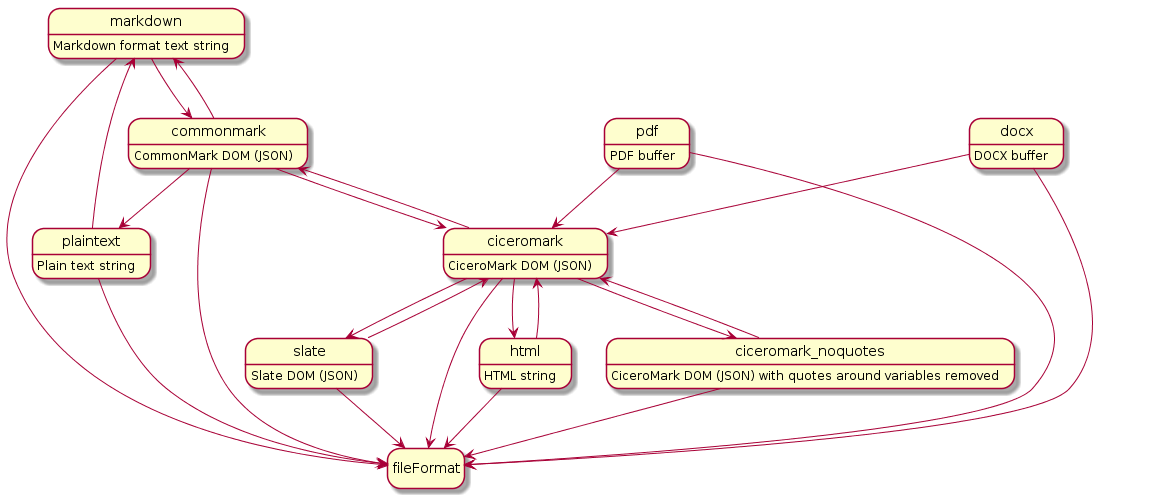 markdown
Markdown format text string
commonmark
CommonMark DOM (JSON)
pdf
PDF buffer
docx
DOCX buffer
plaintext
Plain text string
ciceromark
CiceroMark DOM (JSON)
slate
Slate DOM (JSON)
html
HTML string
ciceromark_noquotes
CiceroMark DOM (JSON) with quotes around variables removed
fileFormat